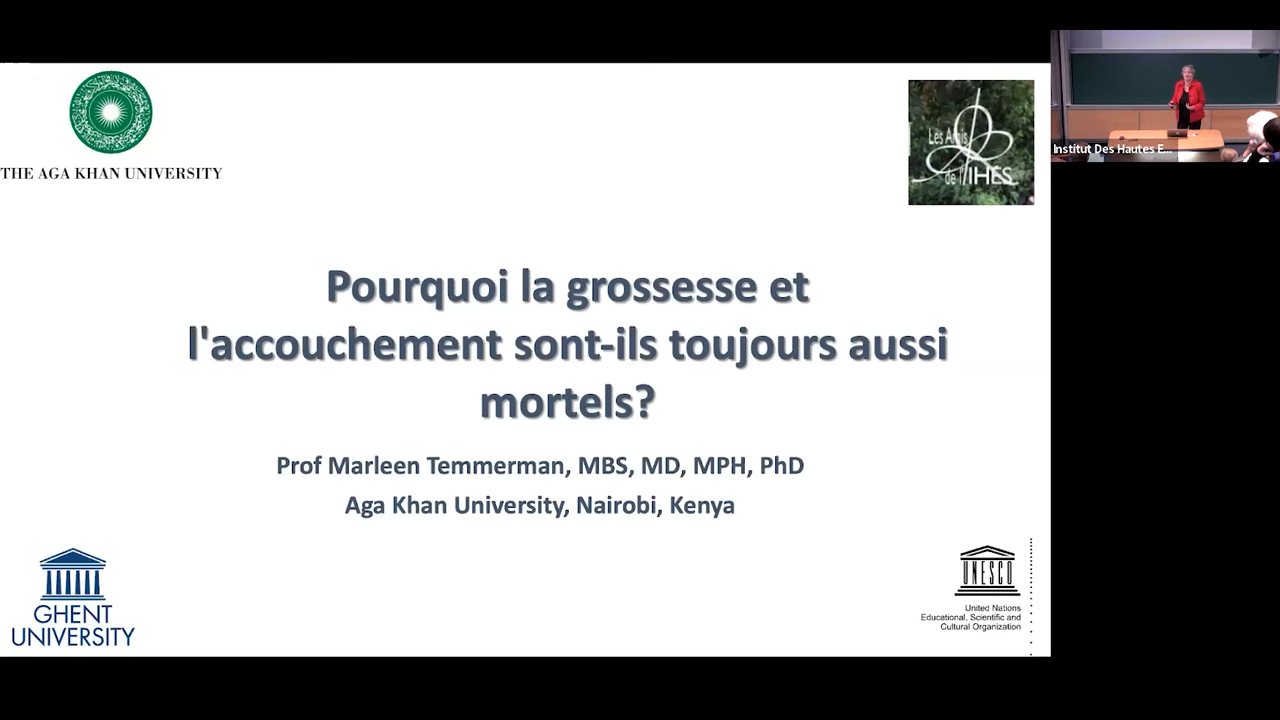 THE AGA KHAN UNIVERSITY
Les Amis
de l'IHES
Institut Des Hautes E...
Pourquoi la grossesse et
l'accouchement sont-ils toujours aussi
mortels?
Prof Marleen Temmerman, MBS, MD, MPH, PhD
Aga Khan University, Nairobi, Kenya
GHENT
UNIVERSITY
UNESCO
United Nations
Educational, Scientific and
Cultural Organization